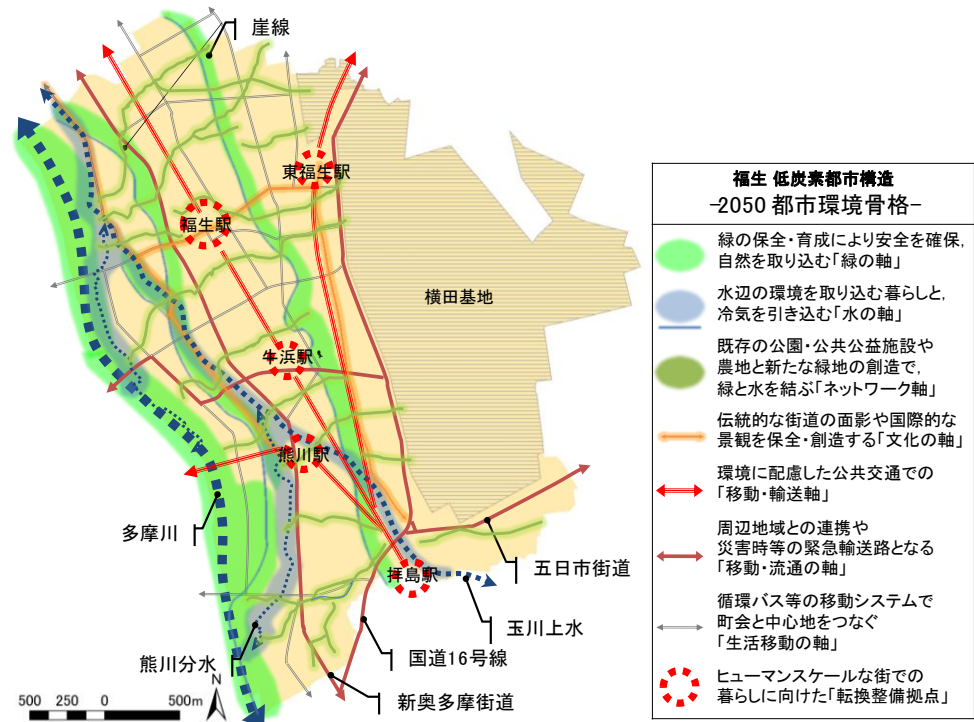 崖線
東福生駅
福生駅
横田基地
牛浜駅
熊川駅
多摩川
五日市街道
拝島駅
玉川上水
熊川分水
国道16号線
新奥多摩街道
500 250 0 500m
N
福生 低炭素都市構造
-2050 都市環境骨格-
緑の保全・育成により安全を確保,
自然を取り込む「緑の軸」
水辺の環境を取り込む暮らしと,
冷気を引き込む「水の軸」
既存の公園・公共公益施設や
農地と新たな緑地の創造で,
緑と水を結ぶ「ネットワーク軸」
伝統的な街道の面影や国際的な
景観を保全・創造する「文化の軸」
環境に配慮した公共交通での
「移動・輸送軸」
周辺地域との連携や
災害時等の緊急輸送路となる
「移動・流通の軸」
循環バス等の移動システムで
町会と中心地をつなぐ
「生活移動の軸」
ヒューマンスケールな街での
暮らしに向けた「転換整備拠点」